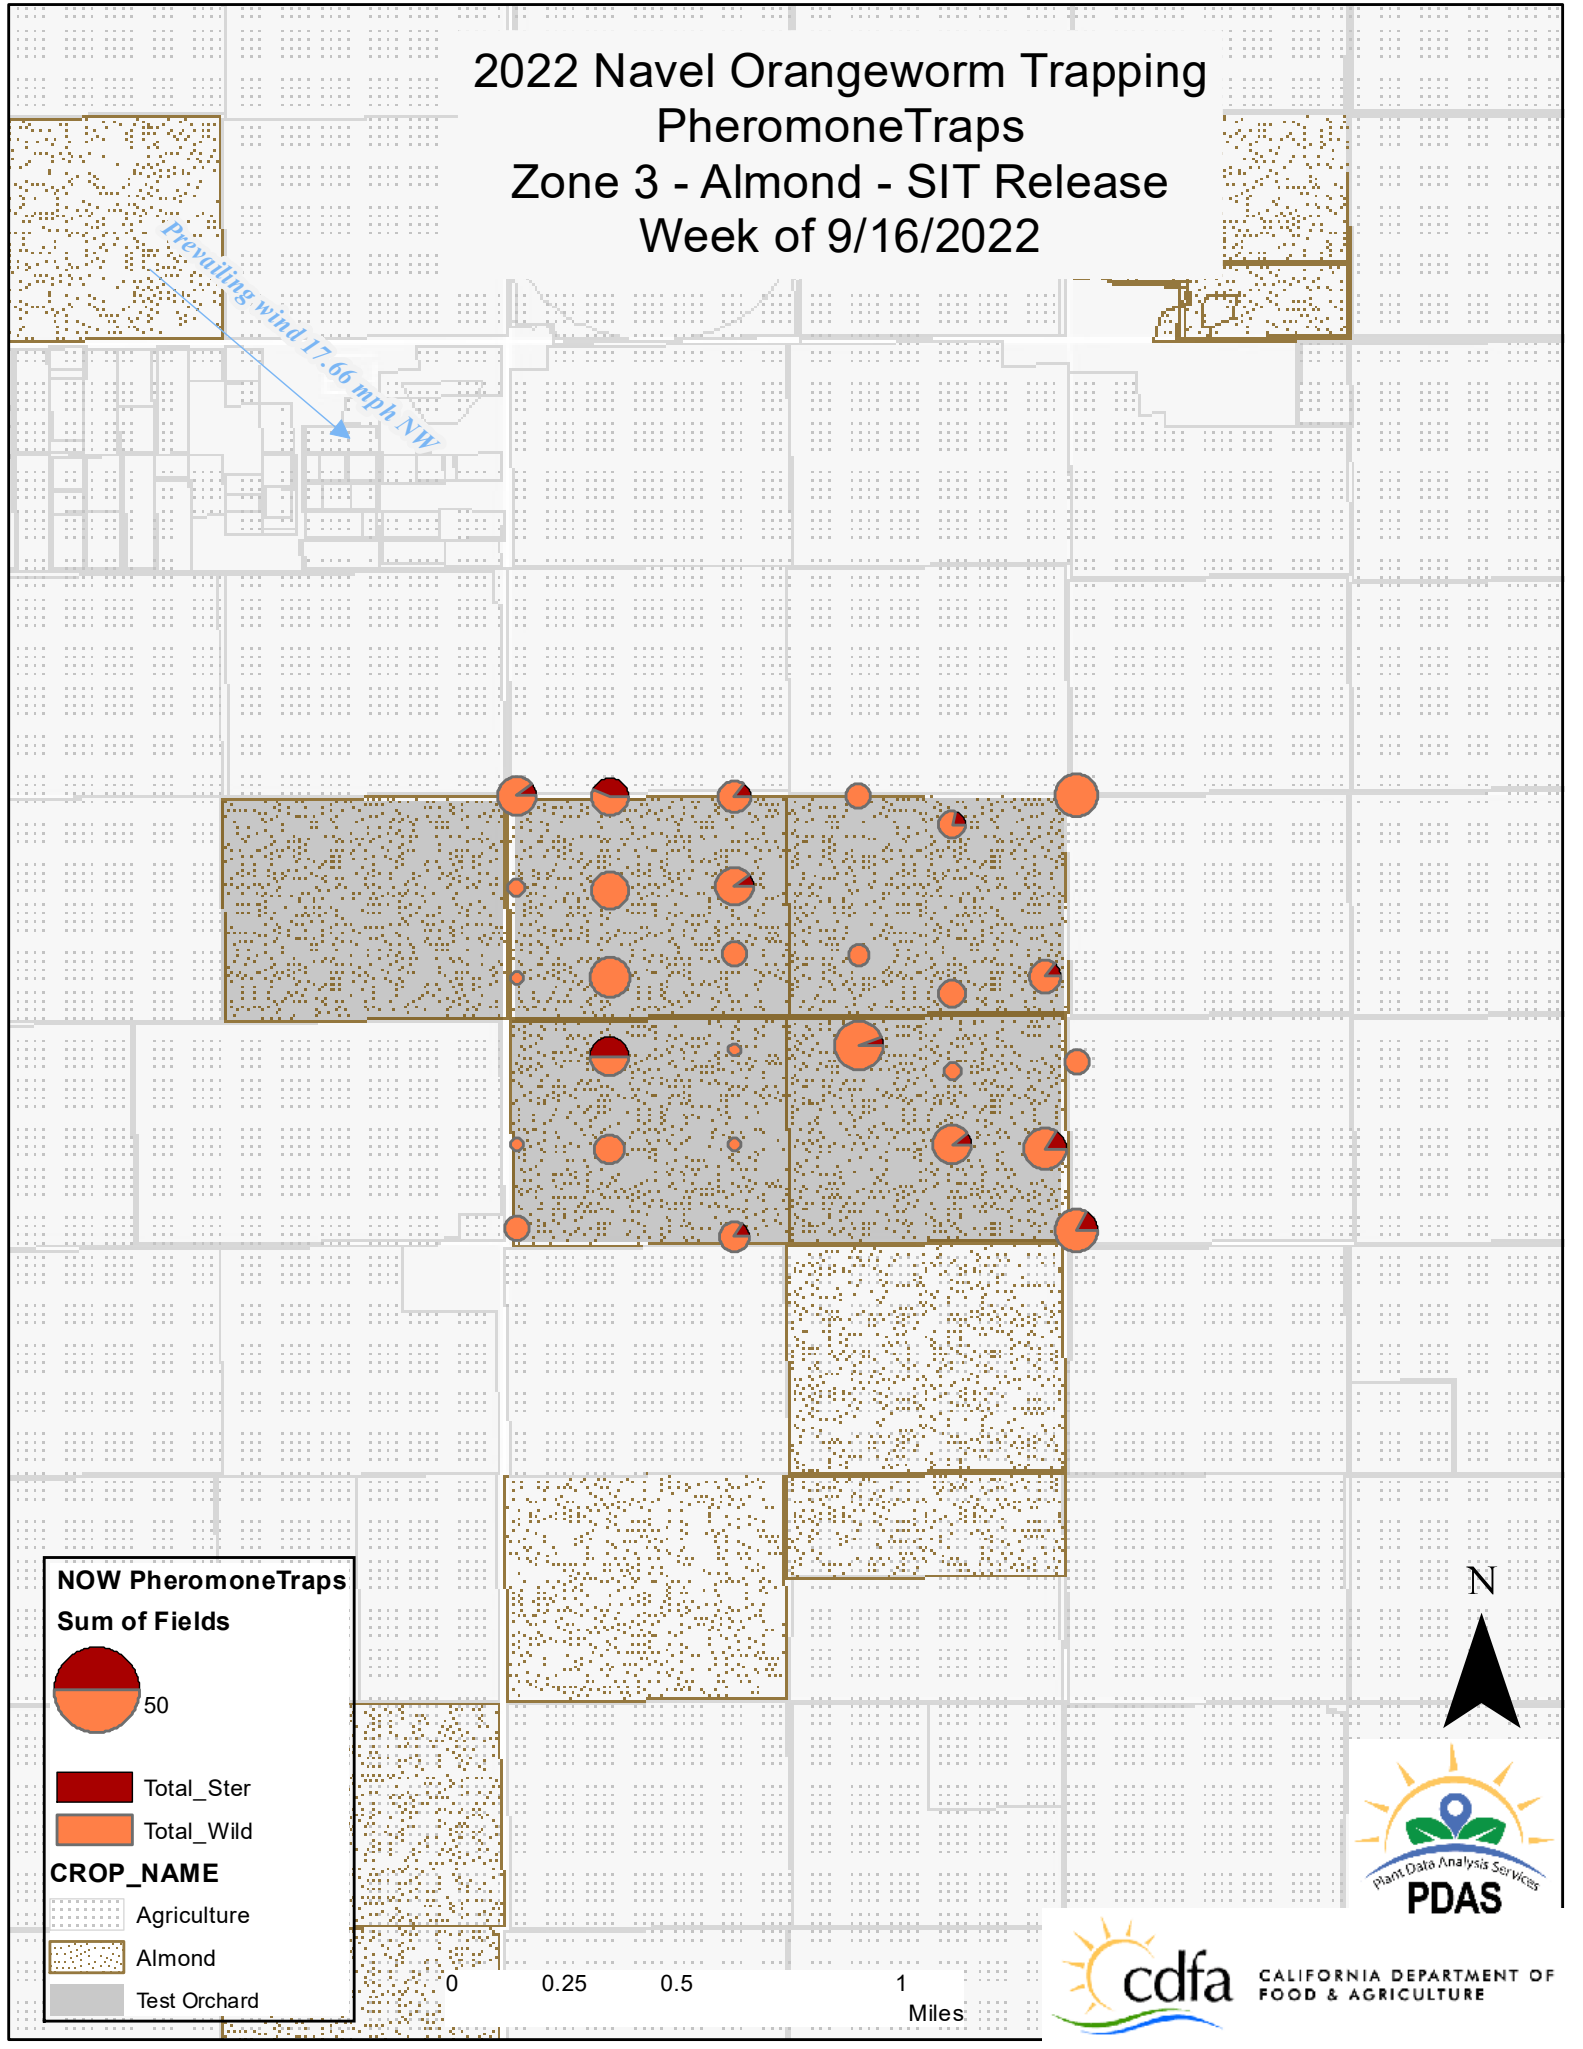 2022 Navel Orangeworm Trapping
PheromoneTraps
Zone 3 - Almond - SIT Release
Week of 9/16/2022
Prevailing wind 17.66 mph NW
NOW PheromoneTraps
Sum of Fields
50
Total_Ster
Total_Wild
CROP_NAME
Agriculture
Almond
Test Orchard
0 0.25 0.5 1
Miles
N
Plant Data Analysis Services
PDAS
cdfa
CALIFORNIA DEPARTMENT OF
FOOD & AGRICULTURE